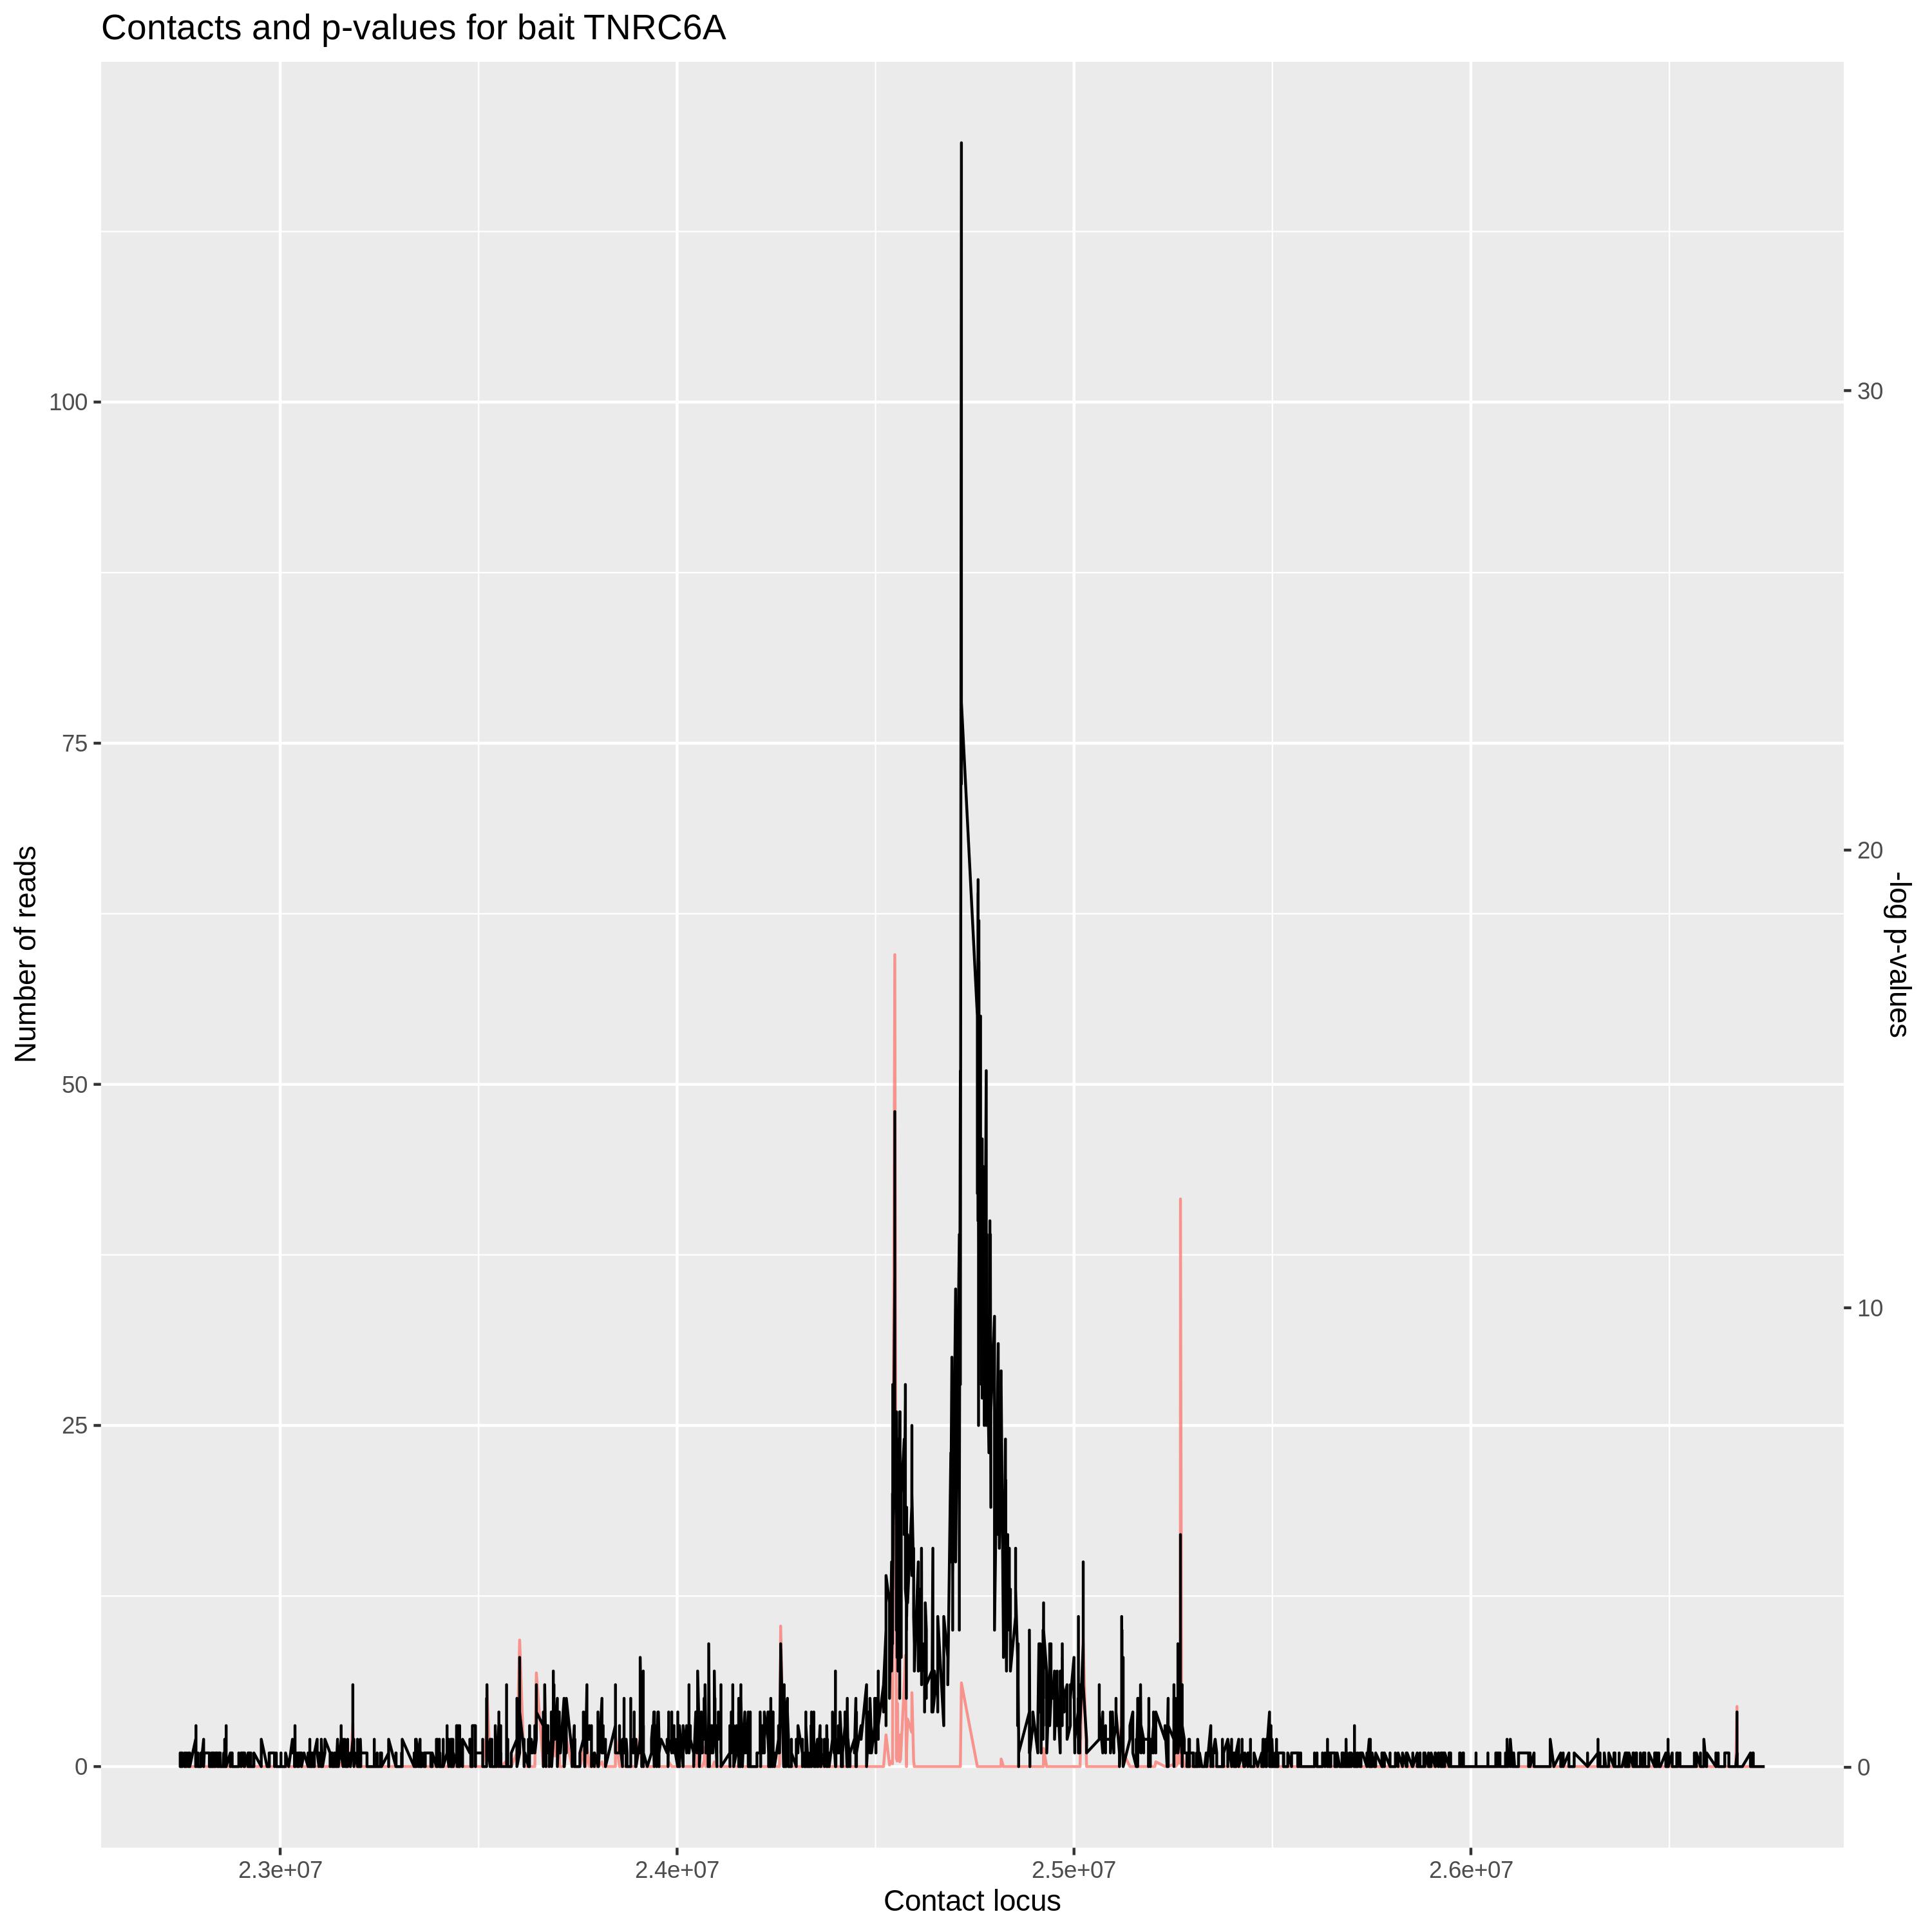 Contacts and p-values for bait TNRC6A
Number of reads
100
75
50
25
0
30
20
10
0
-log p-values
2.3e+07
2.4e+07
2.5e+07
2.6e+07
Contact locus